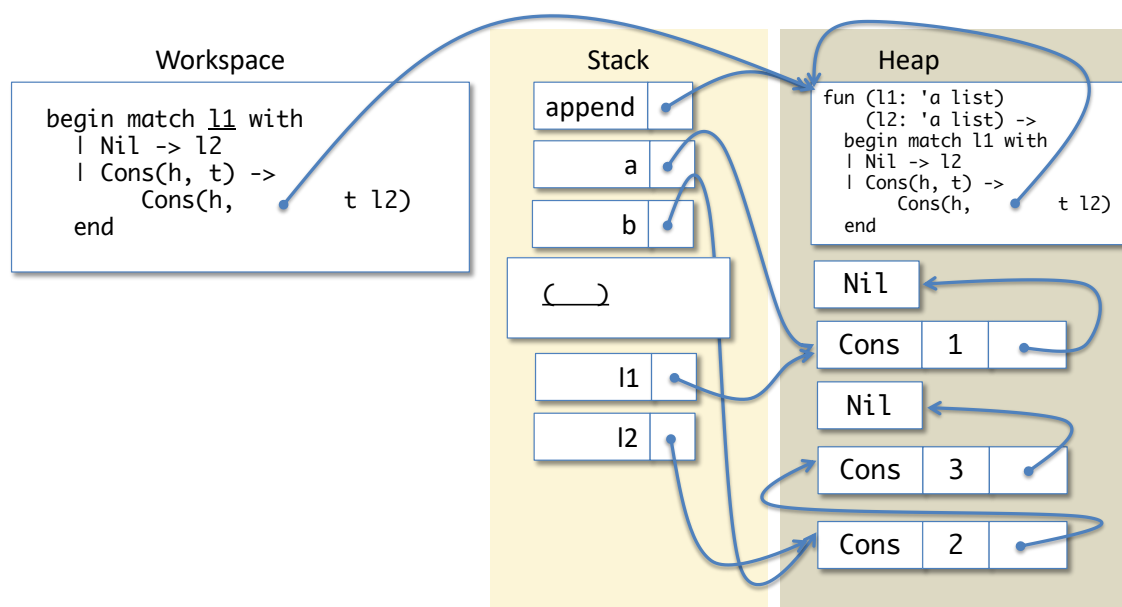 Workspace
begin match l1 with
| Nil -> l2
| Cons(h, t) ->
Cons(h, t l2)
end
Stack
append
a
b
(___)
l1
l2
Heap
fun (l1: 'a list)
(l2: 'a list) ->
begin match l1 with
| Nil -> l2
| Cons(h, t) ->
Cons(h, t l2)
end
Nil
Cons 1
Nil
Cons 3
Cons 2